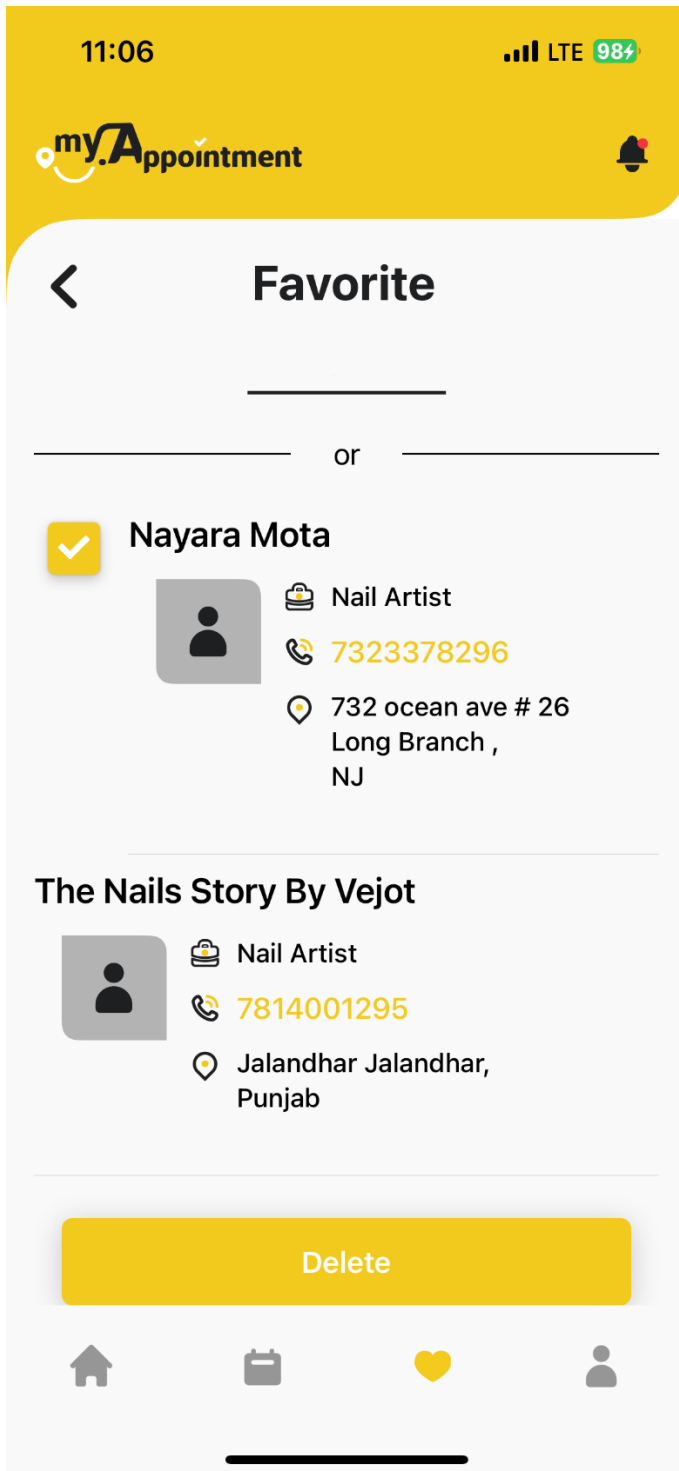 11:06
LTE 98
my.Appointment
Favorite
or
Nayara Mota
Nail Artist
7323378296
732 ocean ave # 26
Long Branch ,
NJ
The Nails Story By Vejot
Nail Artist
7814001295
Jalandhar Jalandhar,
Punjab
Delete